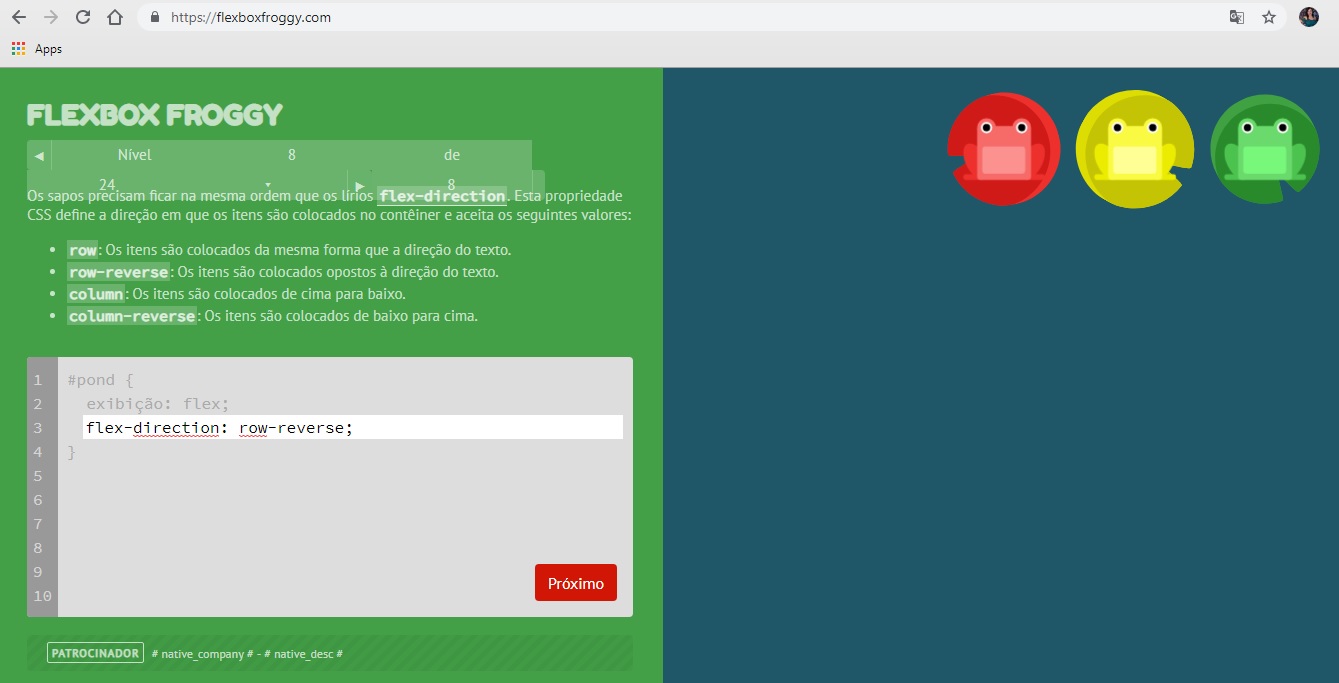 https://flexboxfroggy.com
Apps
FLEXBOX FROGGY
◀ Nível 8 de
24 ▾ ▶ 8
Os sapos precisam ficar na mesma ordem que os lírios flex-direction. Esta propriedade
CSS define a direção em que os itens são colocados no contêiner e aceita os seguintes valores:
• row: Os itens são colocados da mesma forma que a direção do texto.
• row-reverse: Os itens são colocados opostos à direção do texto.
• column: Os itens são colocados de cima para baixo.
• column-reverse: Os itens são colocados de baixo para cima.
1 #pond {
2 exibição: flex;
3 flex-direction: row-reverse;
4 }
5
6
7
8
9
10
Próximo
PATROCINADOR # native_company # - # native_desc #